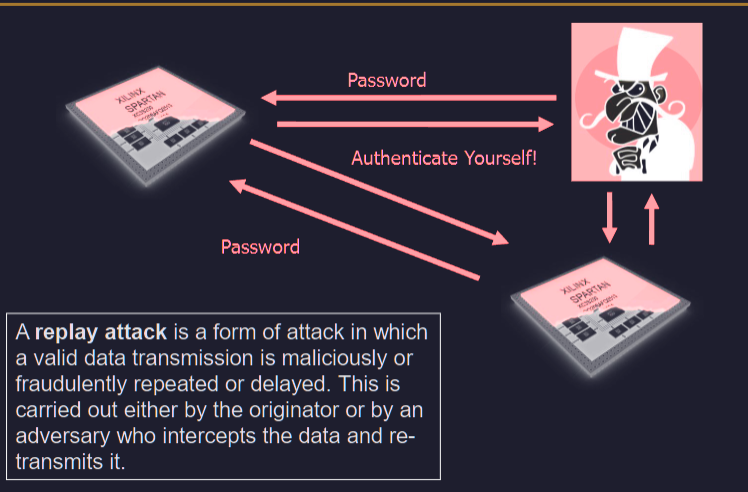 Password
XILINX
SPARTAN
Authenticate Yourself!
Password
XILINX
SPARTAN
A replay attack is a form of attack in which
a valid data transmission is maliciously or
fraudulently repeated or delayed. This is
carried out either by the originator or by an
adversary who intercepts the data and re-
transmits it.